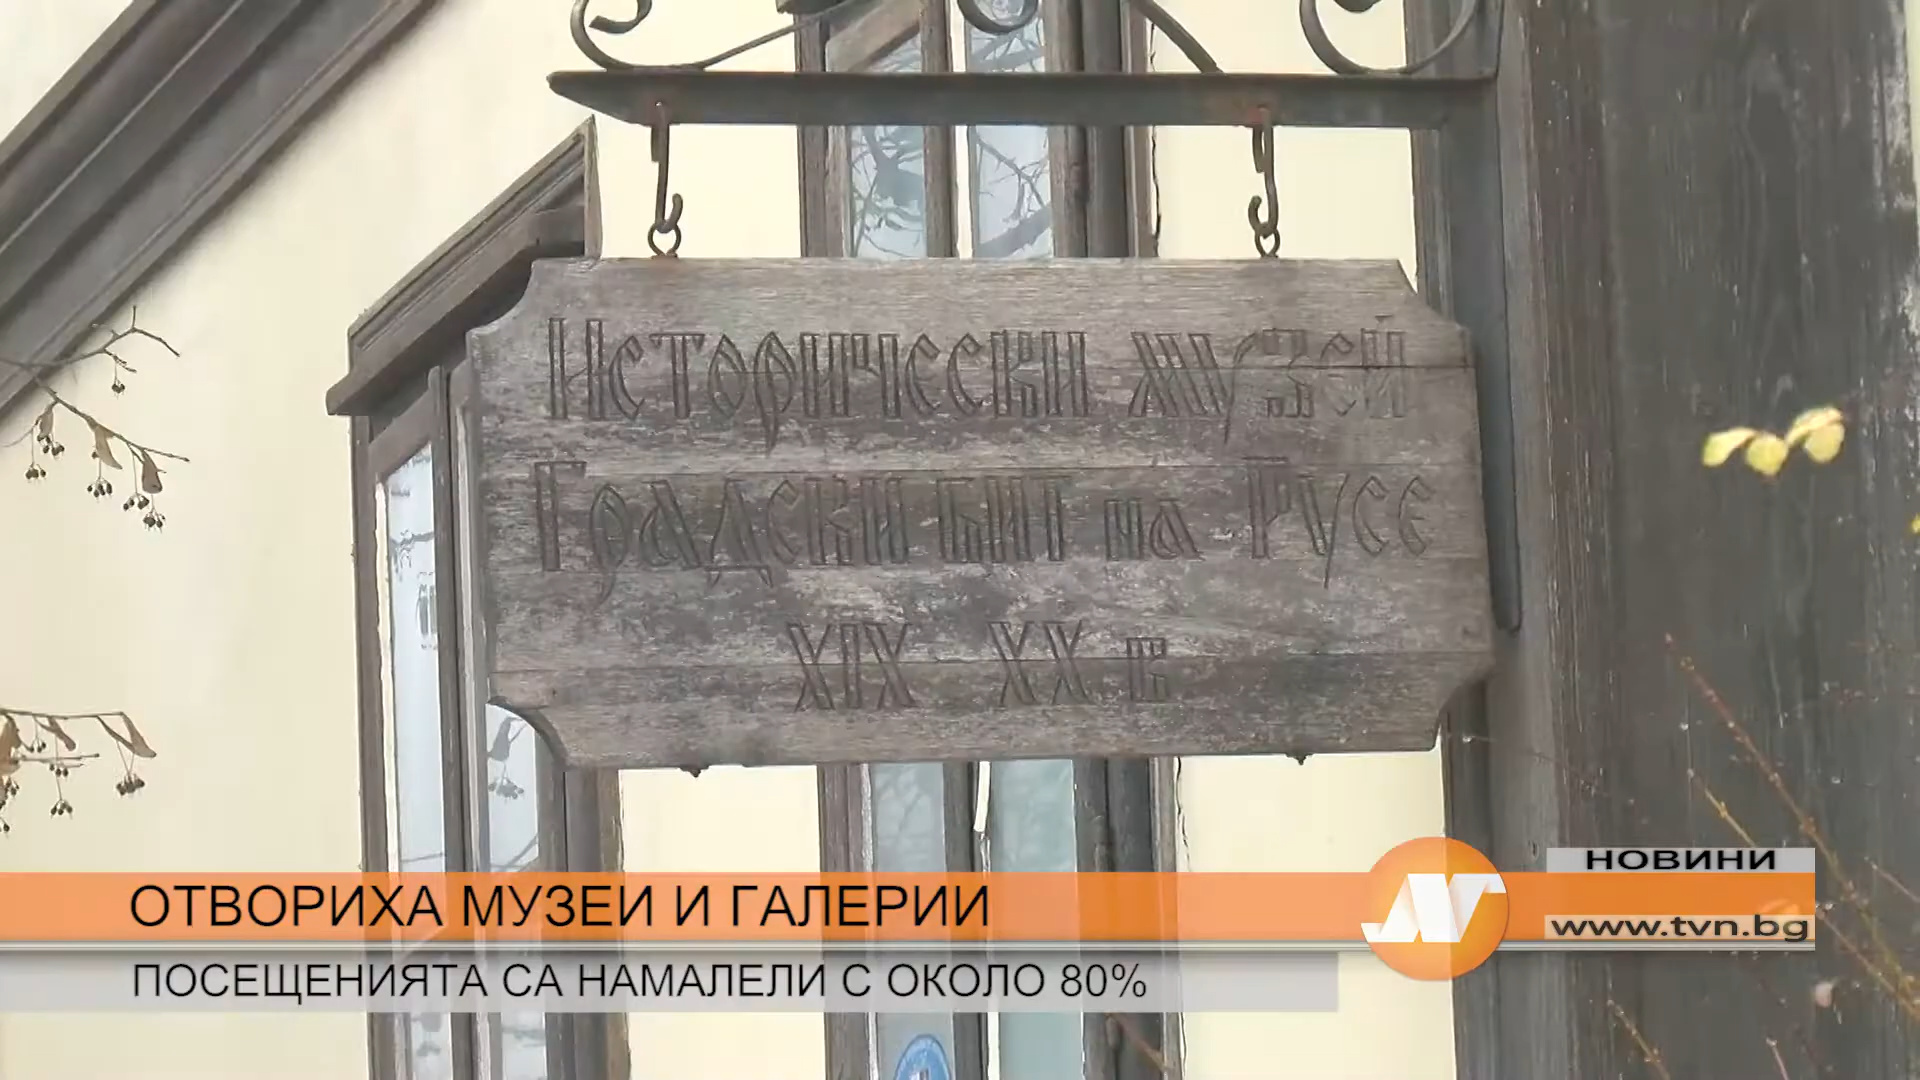 Исторически музей
Градски бит на Русе
XIX XX в
НОВИНИ
ОТВОРИХА МУЗЕИ И ГАЛЕРИИ
www.tvn.bg
ПОСЕЩЕНИЯТА СА НАМАЛЕЛИ С ОКОЛО 80%